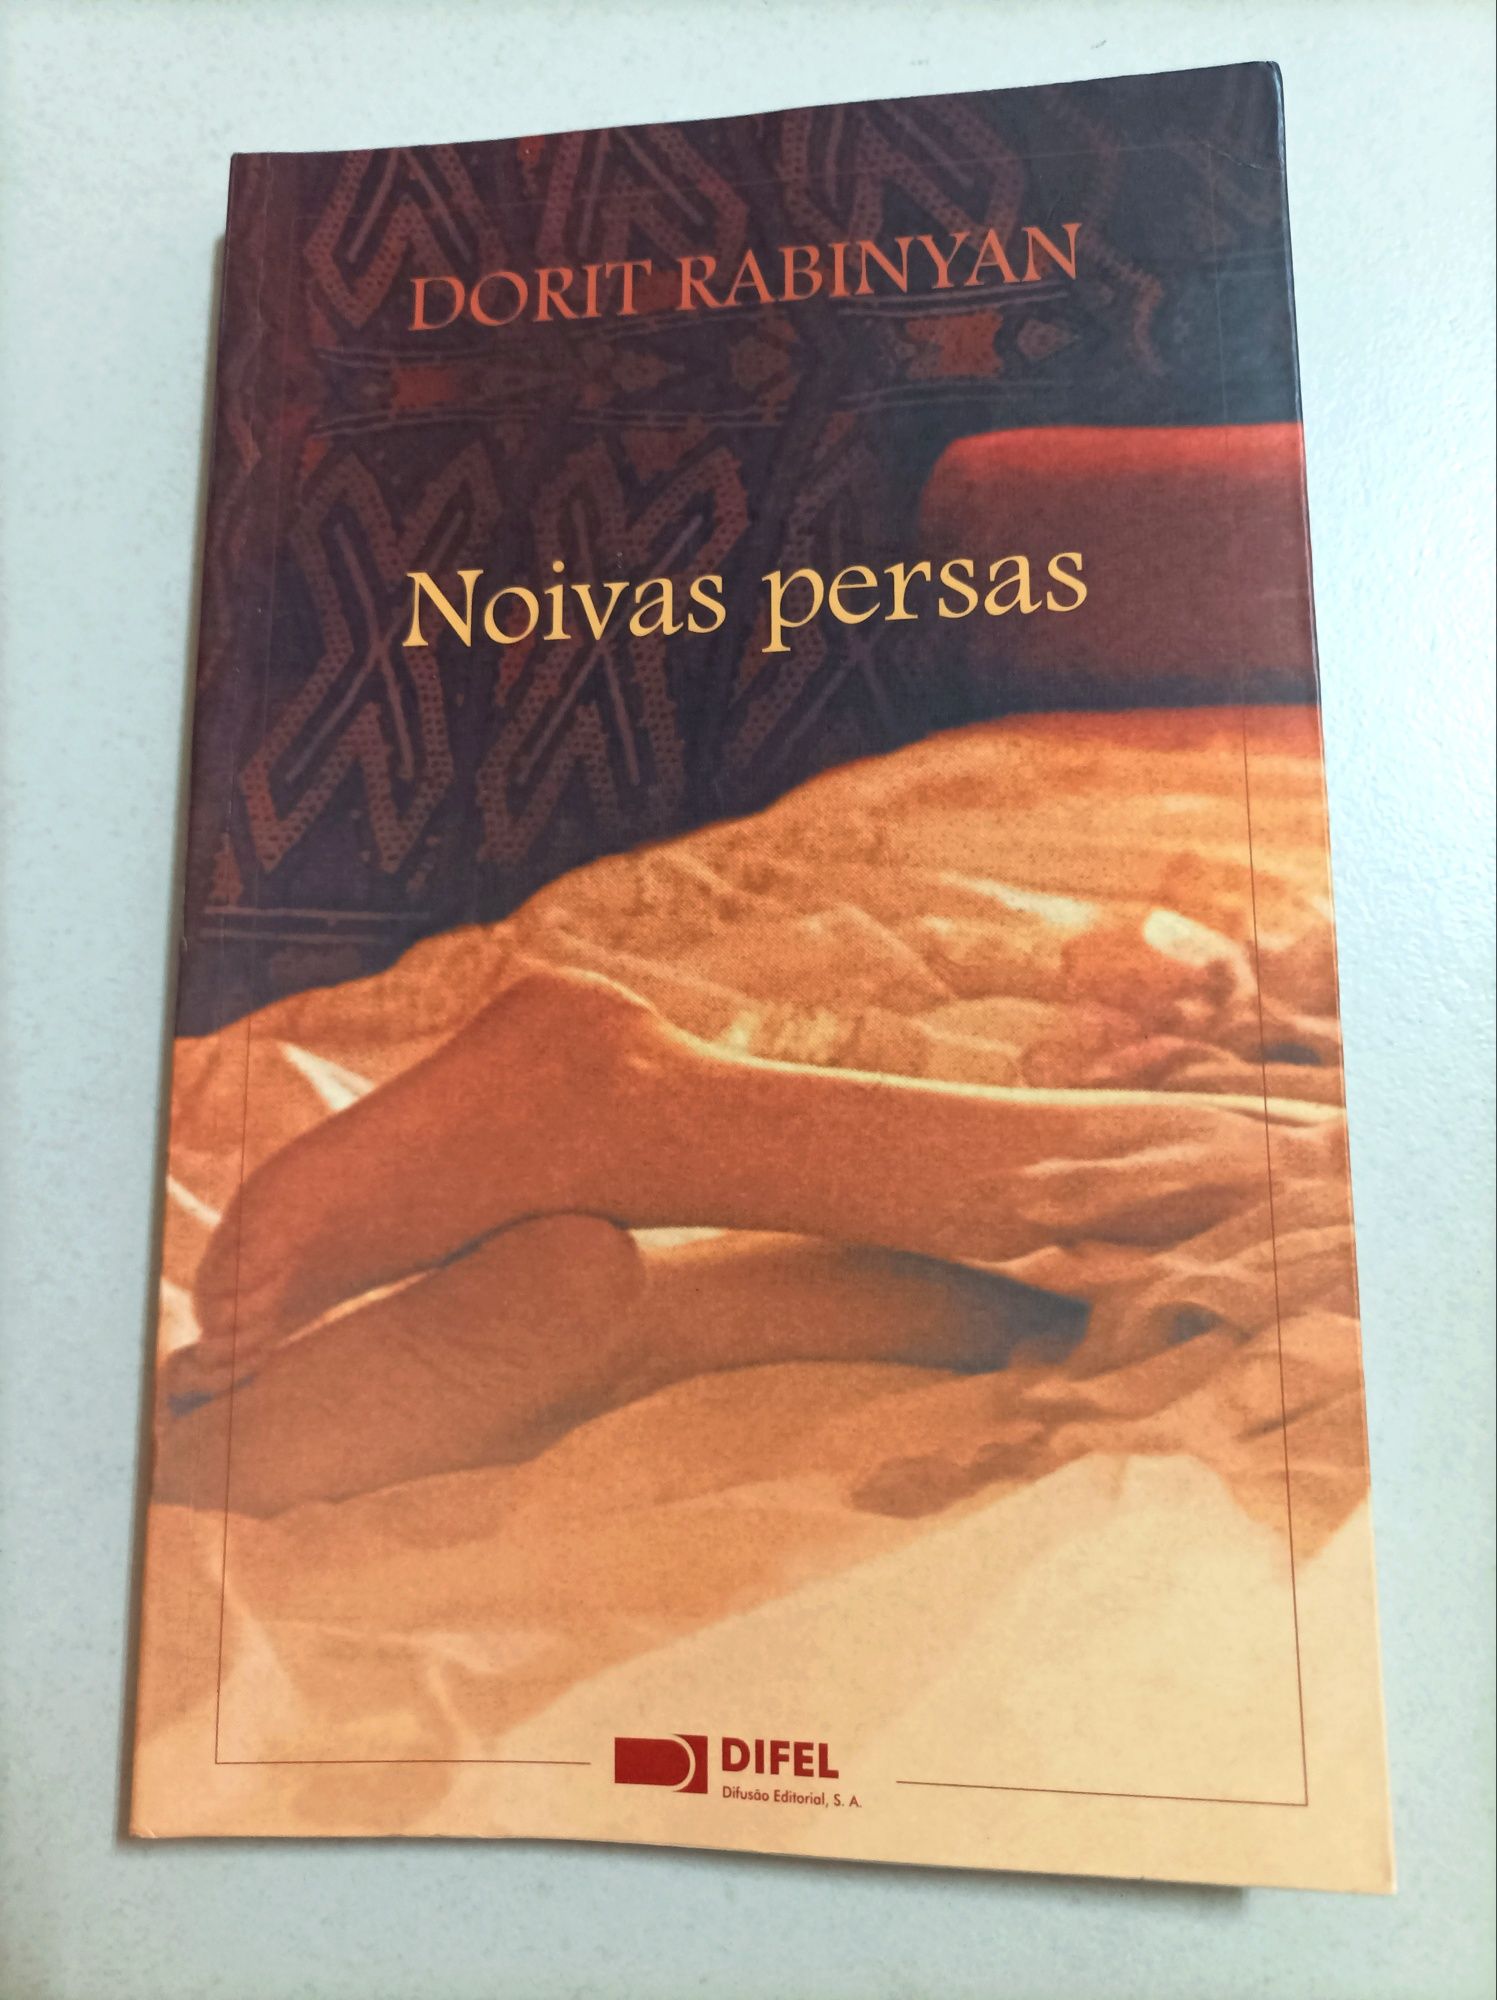 DORIT RABINYAN
Noivas persas
DIFEL
Difusão Editorial, S. A.